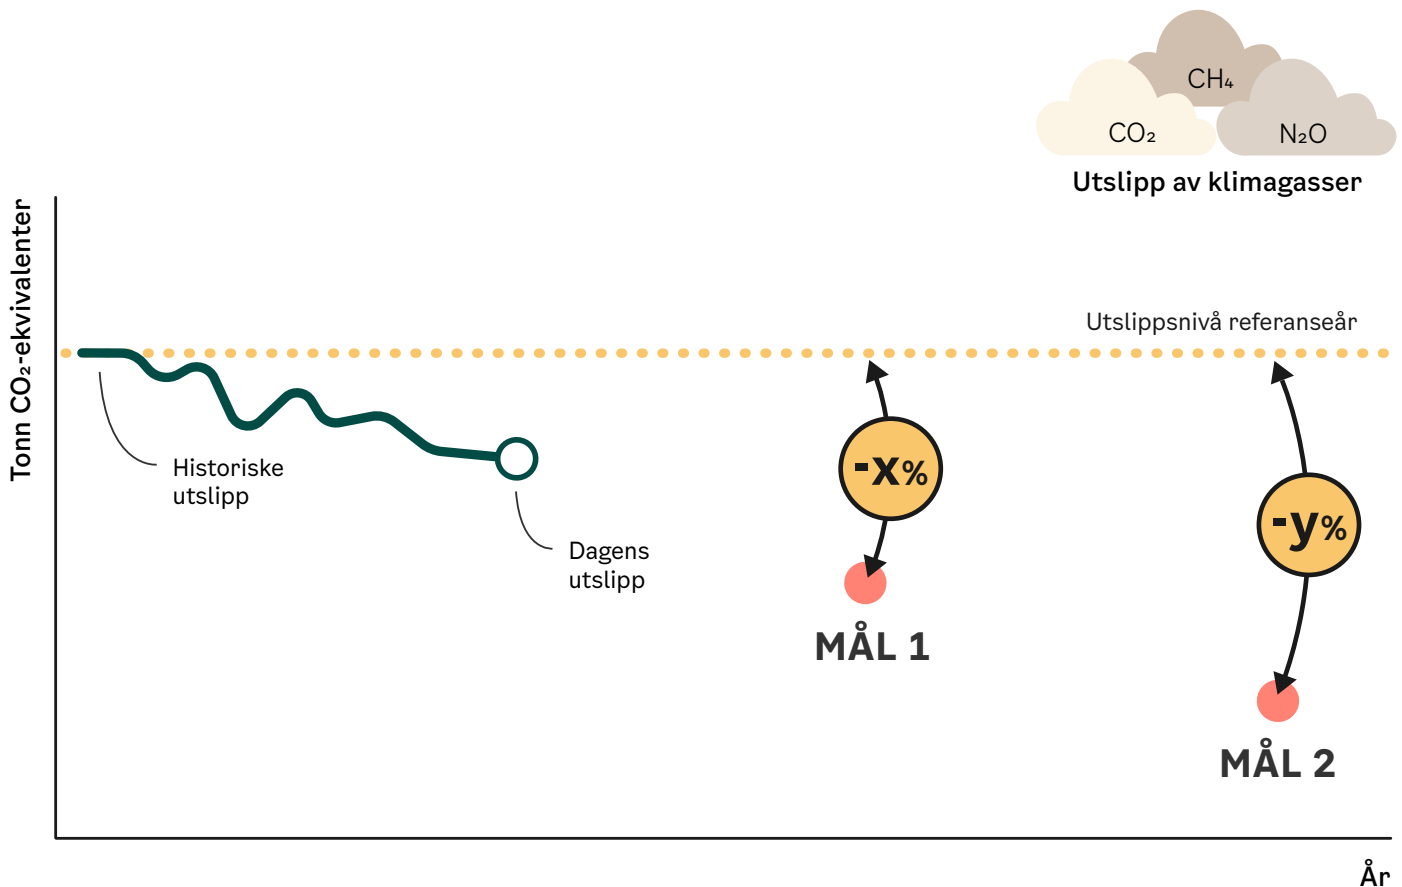 CH₄
CO₂
N₂O
Utslipp av klimagasser
Tonn CO₂-ekvivalenter
Utslippsnivå referanseår
Historiske
utslipp
Dagens
utslipp
-x%
-y%
MÅL 1
MÅL 2
År